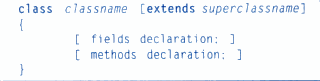 class classname [extends superclassname]
{
[ fields declaration; ]
[ methods declaration; ]
}